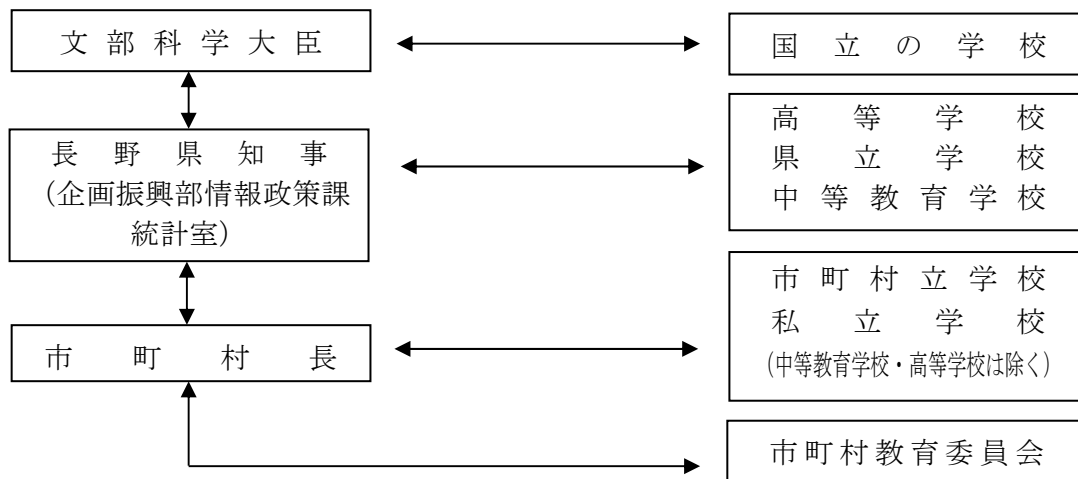 文部科学大臣
国立の学校
長野県知事
（企画振興部情報政策課
統計室）
高等学校
県立学校
中等教育学校
市町村長
市町村立学校
私立学校
（中等教育学校・高等学校は除く）
市町村教育委員会